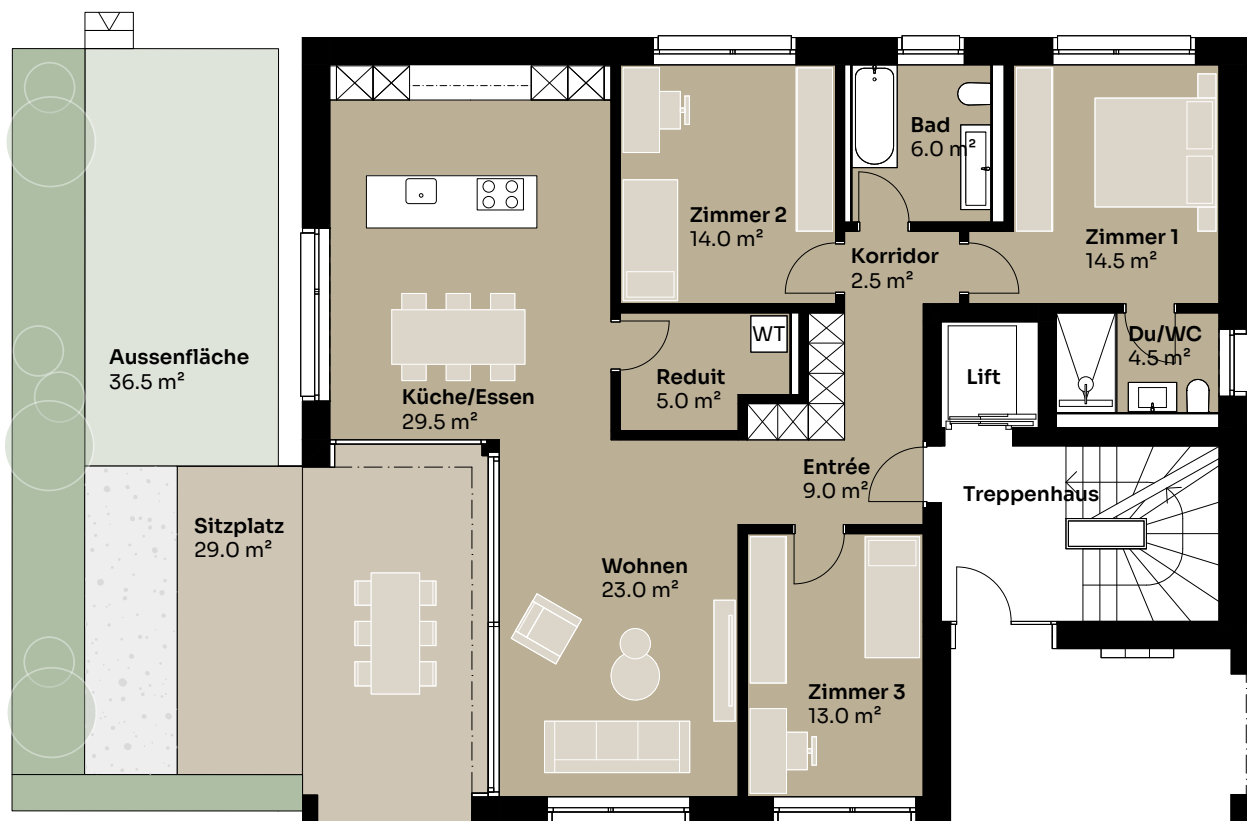 Bad
6.0 m²
Zimmer 2
14.0 m²
Korridor
2.5 m²
Zimmer 1
14.5 m²
WT
Du/WC
4.5 m²
Aussenfläche
36.5 m²
Küche/Essen
29.5 m²
Reduit
5.0 m²
Lift
Entrée
9.0 m²
Treppenhaus
Sitzplatz
29.0 m²
Wohnen
23.0 m²
Zimmer 3
13.0 m²